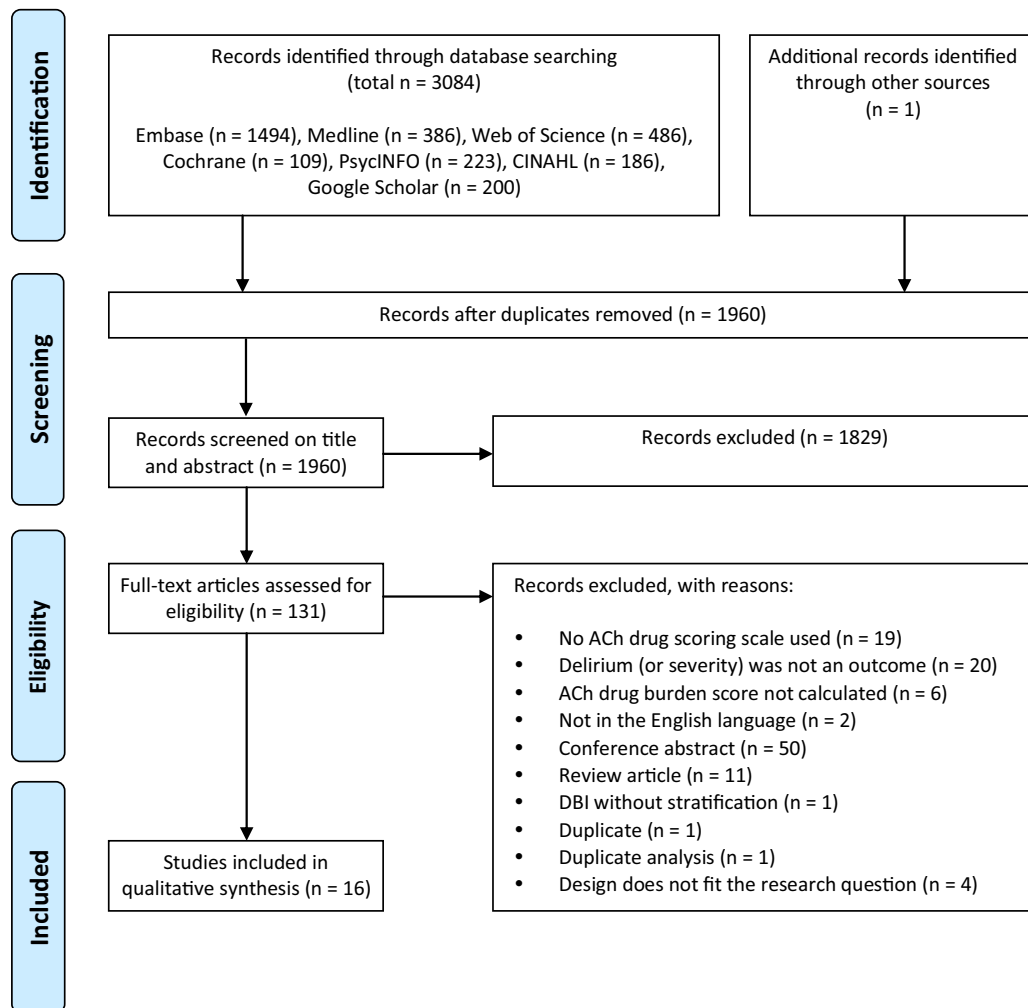 Identification
Records identified through database searching
(total n = 3084)
Embase (n = 1494), Medline (n = 386), Web of Science (n = 486),
Cochrane (n = 109), PsycINFO (n = 223), CINAHL (n = 186),
Google Scholar (n = 200)
Additional records identified
through other sources
(n = 1)
Screening
Records after duplicates removed (n = 1960)
Records screened on title
and abstract (n = 1960)
Records excluded (n = 1829)
Eligibility
Full-text articles assessed for
eligibility (n = 131)
Records excluded, with reasons:
• No ACh drug scoring scale used (n = 19)
• Delirium (or severity) was not an outcome (n = 20)
• ACh drug burden score not calculated (n = 6)
• Not in the English language (n = 2)
• Conference abstract (n = 50)
• Review article (n = 11)
• DBI without stratification (n = 1)
• Duplicate (n = 1)
• Duplicate analysis (n = 1)
• Design does not fit the research question (n = 4)
Included
Studies included in
qualitative synthesis (n = 16)